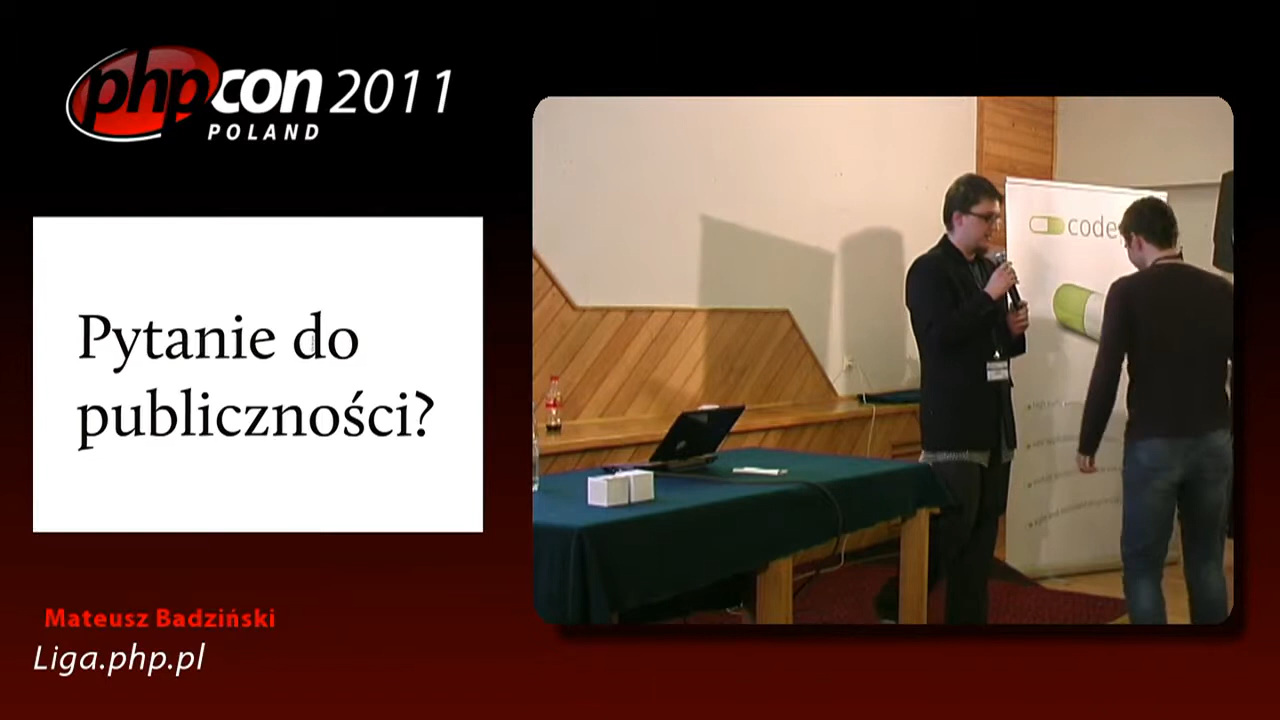 phpcon 2011
POLAND
Pytanie do
publiczności?
Mateusz Badziński
Liga.php.pl
code